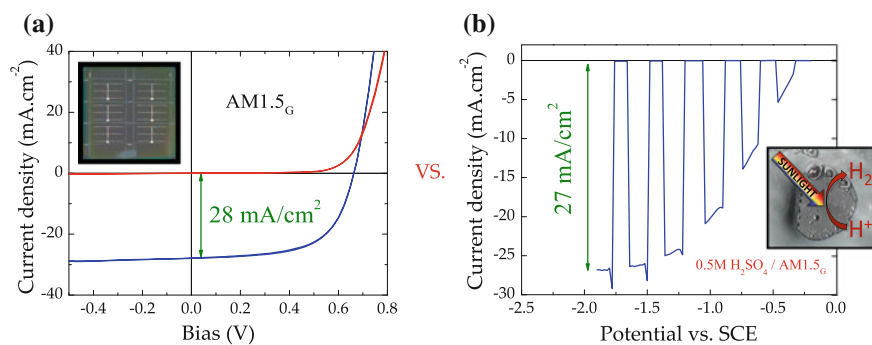 (a)
40
20
0
-20
-40
Current density (mA.cm-2)
AM1.5G
28 mA/cm2
-0.4 -0.2 0.0 0.2 0.4 0.6 0.8
Bias (V)
VS.
(b)
0
-5
-10
-15
-20
-25
-30
Current density (mA.cm-2)
27 mA/cm2
SUNLIGHT
H2
H+
0.5M H2SO4 / AM1.5G
-2.0 -1.5 -1.0 -0.5 0.0
Potential vs. SCE